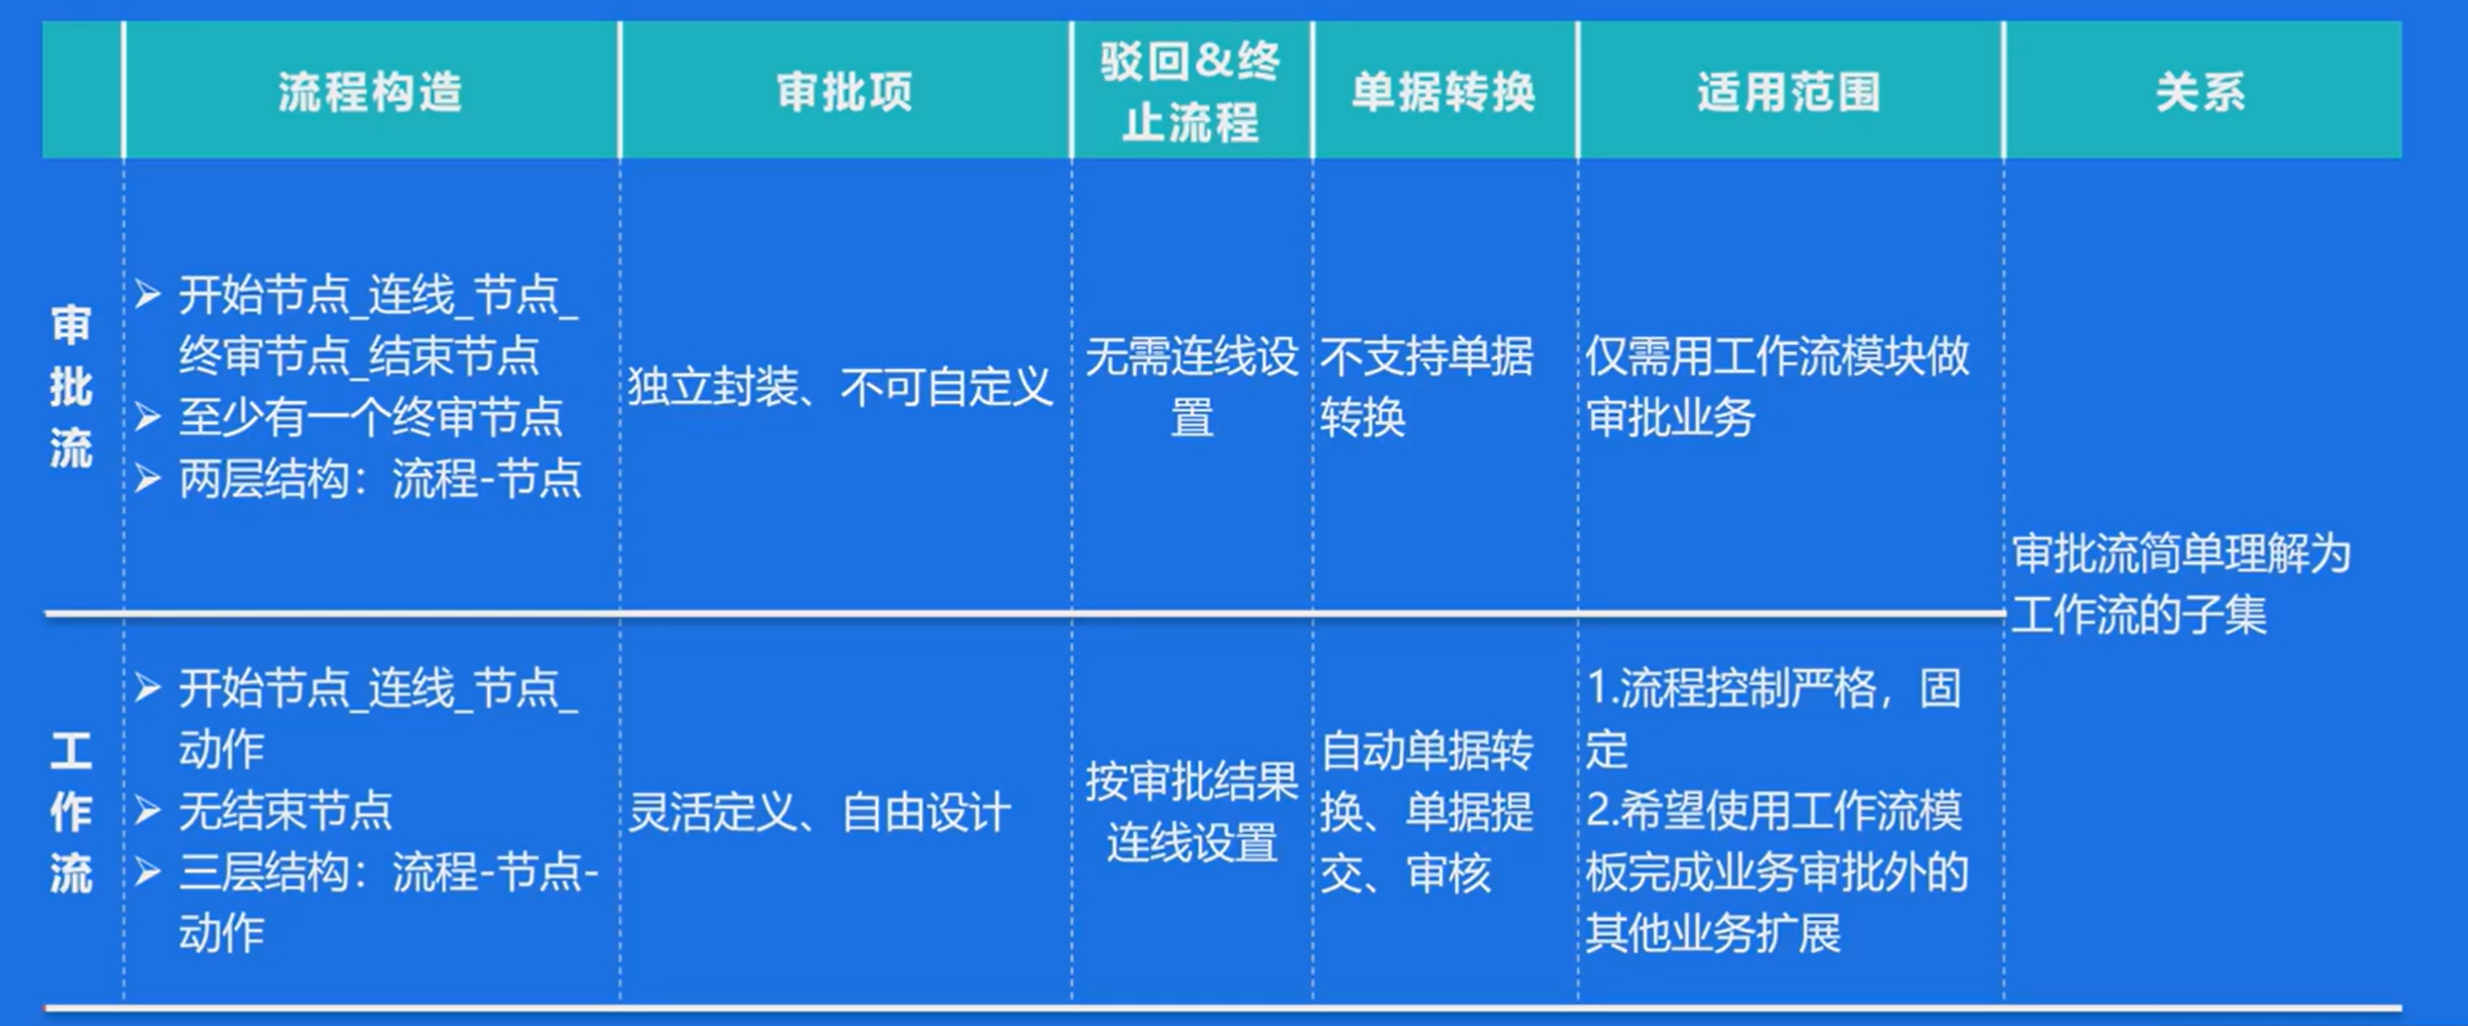 流程构造
审批项
驳回&终
止流程
单据转换
适用范围
关系
审
批
流
➢ 开始节点_连线_节点_
终审节点_结束节点
➢ 至少有一个终审节点
➢ 两层结构：流程-节点
独立封装、不可自定义
无需连线设
置
不支持单据
转换
仅需用工作流模块做
审批业务
审批流简单理解为
工作流的子集
工
作
流
➢ 开始节点_连线_节点_
动作
➢ 无结束节点
➢ 三层结构：流程-节点-
动作
灵活定义、自由设计
按审批结果
连线设置
自动单据转
换、单据提
交、审核
1.流程控制严格，固
定
2.希望使用工作流模
板完成业务审批外的
其他业务扩展